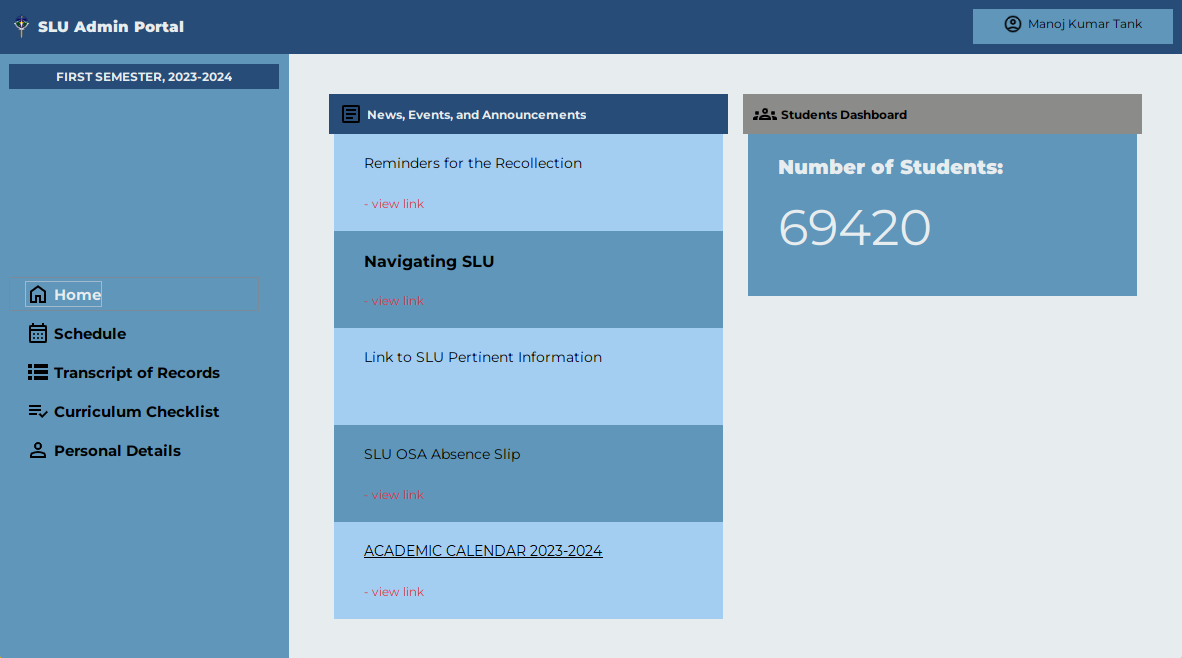 SLU Admin Portal
Manoj Kumar Tank
FIRST SEMESTER, 2023-2024
Home
Schedule
Transcript of Records
Curriculum Checklist
Personal Details
News, Events, and Announcements
Reminders for the Recollection
- view link
Navigating SLU
- view link
Link to SLU Pertinent Information
SLU OSA Absence Slip
- view link
ACADEMIC CALENDAR 2023-2024
- view link
Students Dashboard
Number of Students:
69420